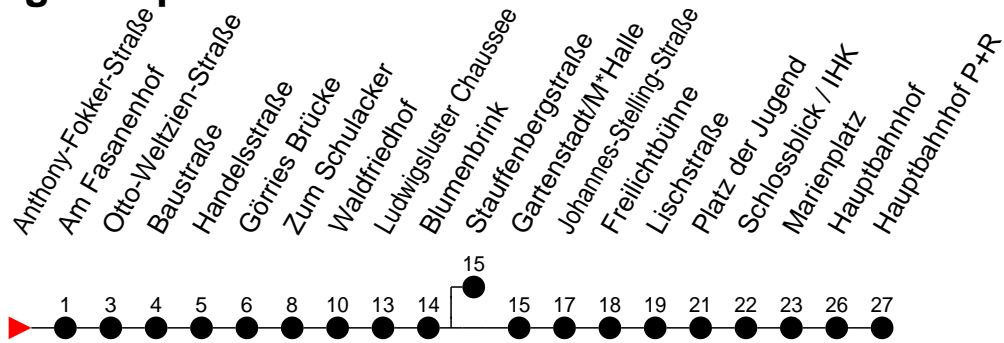 Anthony-Fokker-Straße
Am Fasanenhof
Otto-Weltzien-Straße
Baustraße
Handelsstraße
Görries Brücke
Zum Schulacker
Waldfriedhof
Ludwigsluster Chaussee
Blumenbrink
Stauffenbergstraße
Gartenstadt/M*Halle
Johannes-Stelling-Straße
Freilichtbühne
Lischstraße
Platz der Jugend
Schlossblick / IHK
Marienplatz
Hauptbahnhof
Hauptbahnhof P+R
15
1 3 4 5 6 8 10 13 14 15 17 18 19 21 22 23 26 27